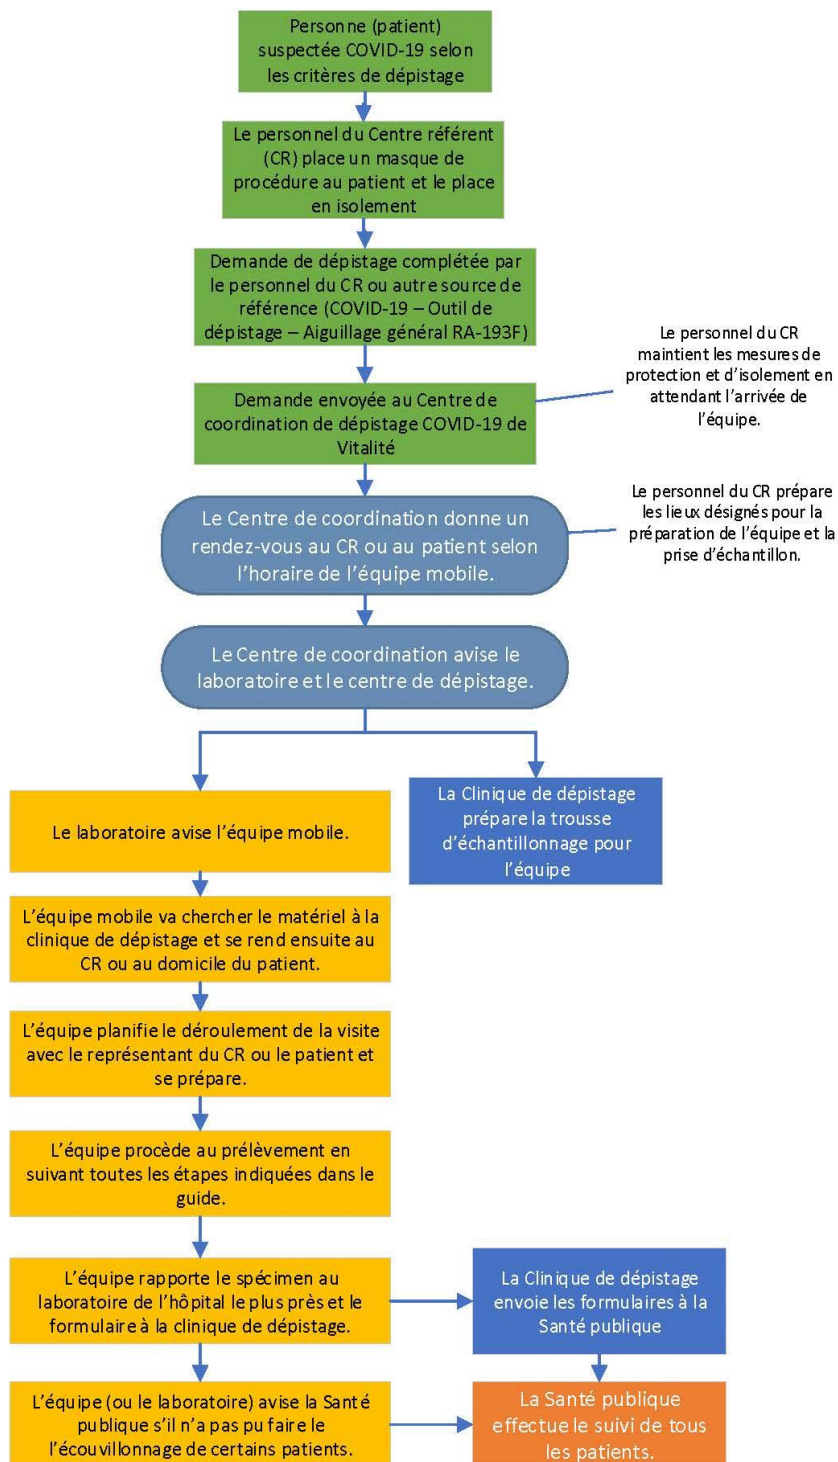 Personne (patient)
suspectée COVID-19 selon
les critères de dépistage
Le personnel du Centre référent
(CR) place un masque de
procédure au patient et le place
en isolement
Demande de dépistage complétée par
le personnel du CR ou autre source de
référence (COVID-19 – Outil de
dépistage – Aiguillage général RA-193F)
Demande envoyée au Centre de
coordination de dépistage COVID-19 de
Vitalité
Le personnel du CR
maintient les mesures de
protection et d'isolement en
attendant l'arrivée de
l'équipe.
Le Centre de coordination donne un
rendez-vous au CR ou au patient selon
l'horaire de l'équipe mobile.
Le personnel du CR prépare
les lieux désignés pour la
préparation de l'équipe et la
prise d'échantillon.
Le Centre de coordination avise le
laboratoire et le centre de dépistage.
Le laboratoire avise l'équipe mobile.
La Clinique de dépistage
prépare la trousse
d'échantillonnage pour
l'équipe
L'équipe mobile va chercher le matériel à la
clinique de dépistage et se rend ensuite au
CR ou au domicile du patient.
L'équipe planifie le déroulement de la visite
avec le représentant du CR ou le patient et
se prépare.
L'équipe procède au prélèvement en
suivant toutes les étapes indiquées dans le
guide.
L'équipe rapporte le spécimen au
laboratoire de l'hôpital le plus près et le
formulaire à la clinique de dépistage.
La Clinique de dépistage
envoie les formulaires à la
Santé publique
L'équipe (ou le laboratoire) avise la Santé
publique s'il n'a pas pu faire le
l'écouvillonnage de certains patients.
La Santé publique
effectue le suivi de tous
les patients.